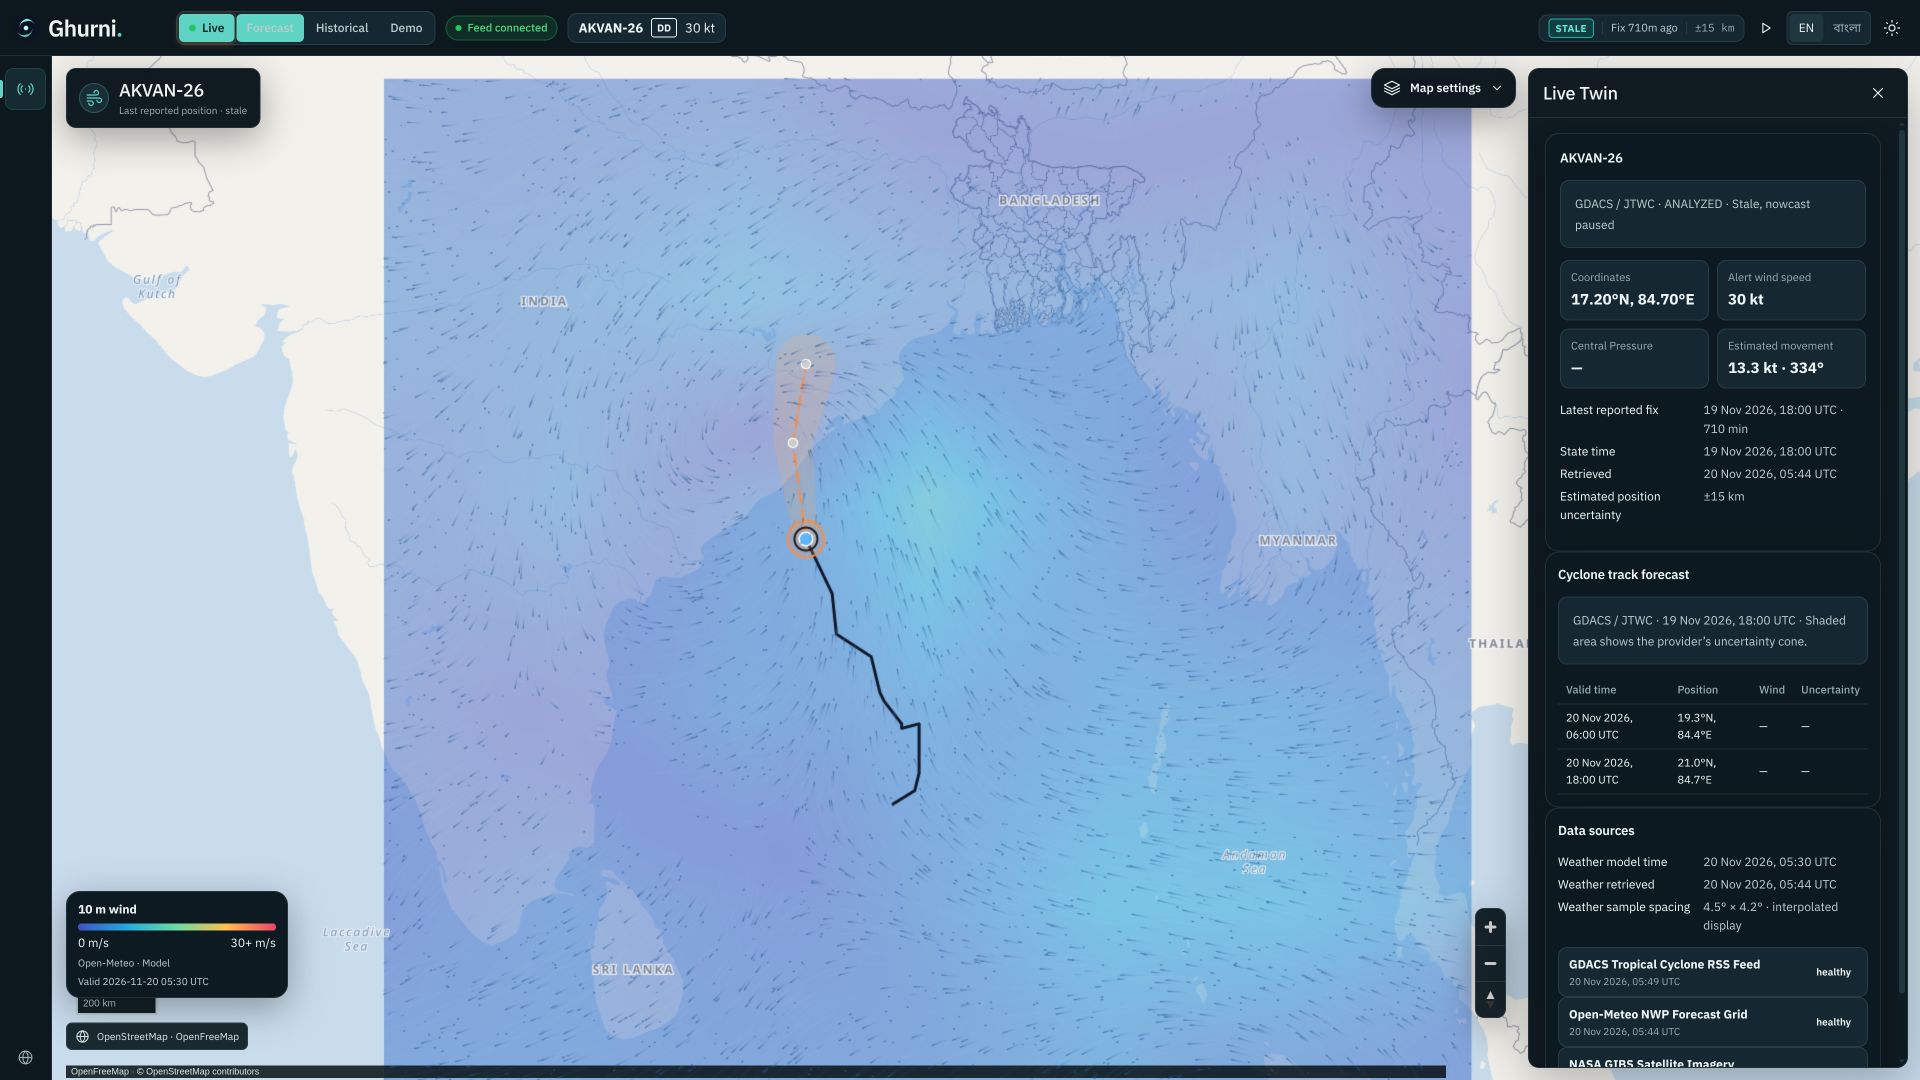 Ghurni.
Live
Forecast
Historical
Demo
Feed connected
AKVAN-26 DD 30 kt
STALE
Fix 710m ago
±15 km
EN
বাংলা
AKVAN-26
Last reported position · stale
Map settings
Gulf of
Kutch
INDIA
BANGLADESH
MYANMAR
THAILAN
Andaman
Sea
Laccadive
Sea
SRI LANKA
10 m wind
0 m/s
30+ m/s
Open-Meteo · Model
Valid 2026-11-20 05:30 UTC
200 km
OpenStreetMap · OpenFreeMap
OpenFreeMap · © OpenStreetMap contributors
Live Twin
AKVAN-26
GDACS / JTWC · ANALYZED · Stale, nowcast
paused
Coordinates
17.20°N, 84.70°E
Alert wind speed
30 kt
Central Pressure
—
Estimated movement
13.3 kt · 334°
Latest reported fix
19 Nov 2026, 18:00 UTC ·
710 min
State time
19 Nov 2026, 18:00 UTC
Retrieved
20 Nov 2026, 05:44 UTC
Estimated position
uncertainty
±15 km
Cyclone track forecast
GDACS / JTWC · 19 Nov 2026, 18:00 UTC · Shaded
area shows the provider's uncertainty cone.
Valid time Position Wind Uncertainty
20 Nov 2026,
06:00 UTC
19.3°N,
84.4°E
—
—
20 Nov 2026,
18:00 UTC
21.0°N,
84.7°E
—
—
Data sources
Weather model time
20 Nov 2026, 05:30 UTC
Weather retrieved
20 Nov 2026, 05:44 UTC
Weather sample spacing
4.5° × 4.2° · interpolated
display
GDACS Tropical Cyclone RSS Feed
20 Nov 2026, 05:49 UTC
healthy
Open-Meteo NWP Forecast Grid
20 Nov 2026, 05:44 UTC
healthy
NASA GIBS Satellite Imagery